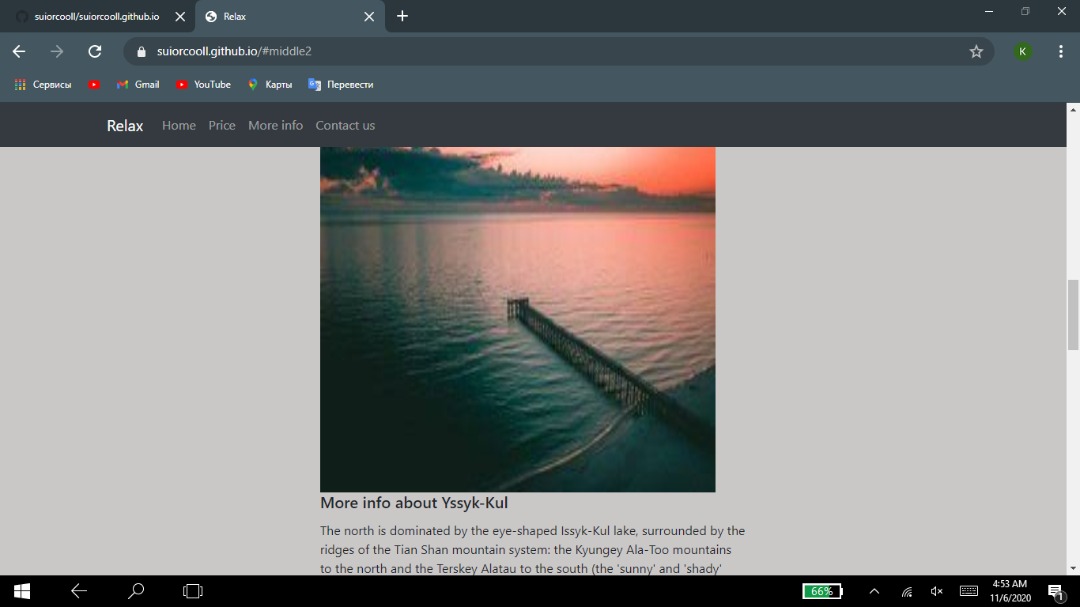 suiorcooll/suiorcooll.github.io
Relax
suiorcooll.github.io/#middle2
K
Сервисы
Gmail
YouTube
Карты
Перевести
Relax Home Price More info Contact us
More info about Yssyk-Kul
The north is dominated by the eye-shaped Issyk-Kul lake, surrounded by the
ridges of the Tian Shan mountain system: the Kyungey Ala-Too mountains
to the north and the Terskey Alatau to the south (the 'sunny' and 'shady'
66%
4:53 AM
11/6/2020
1